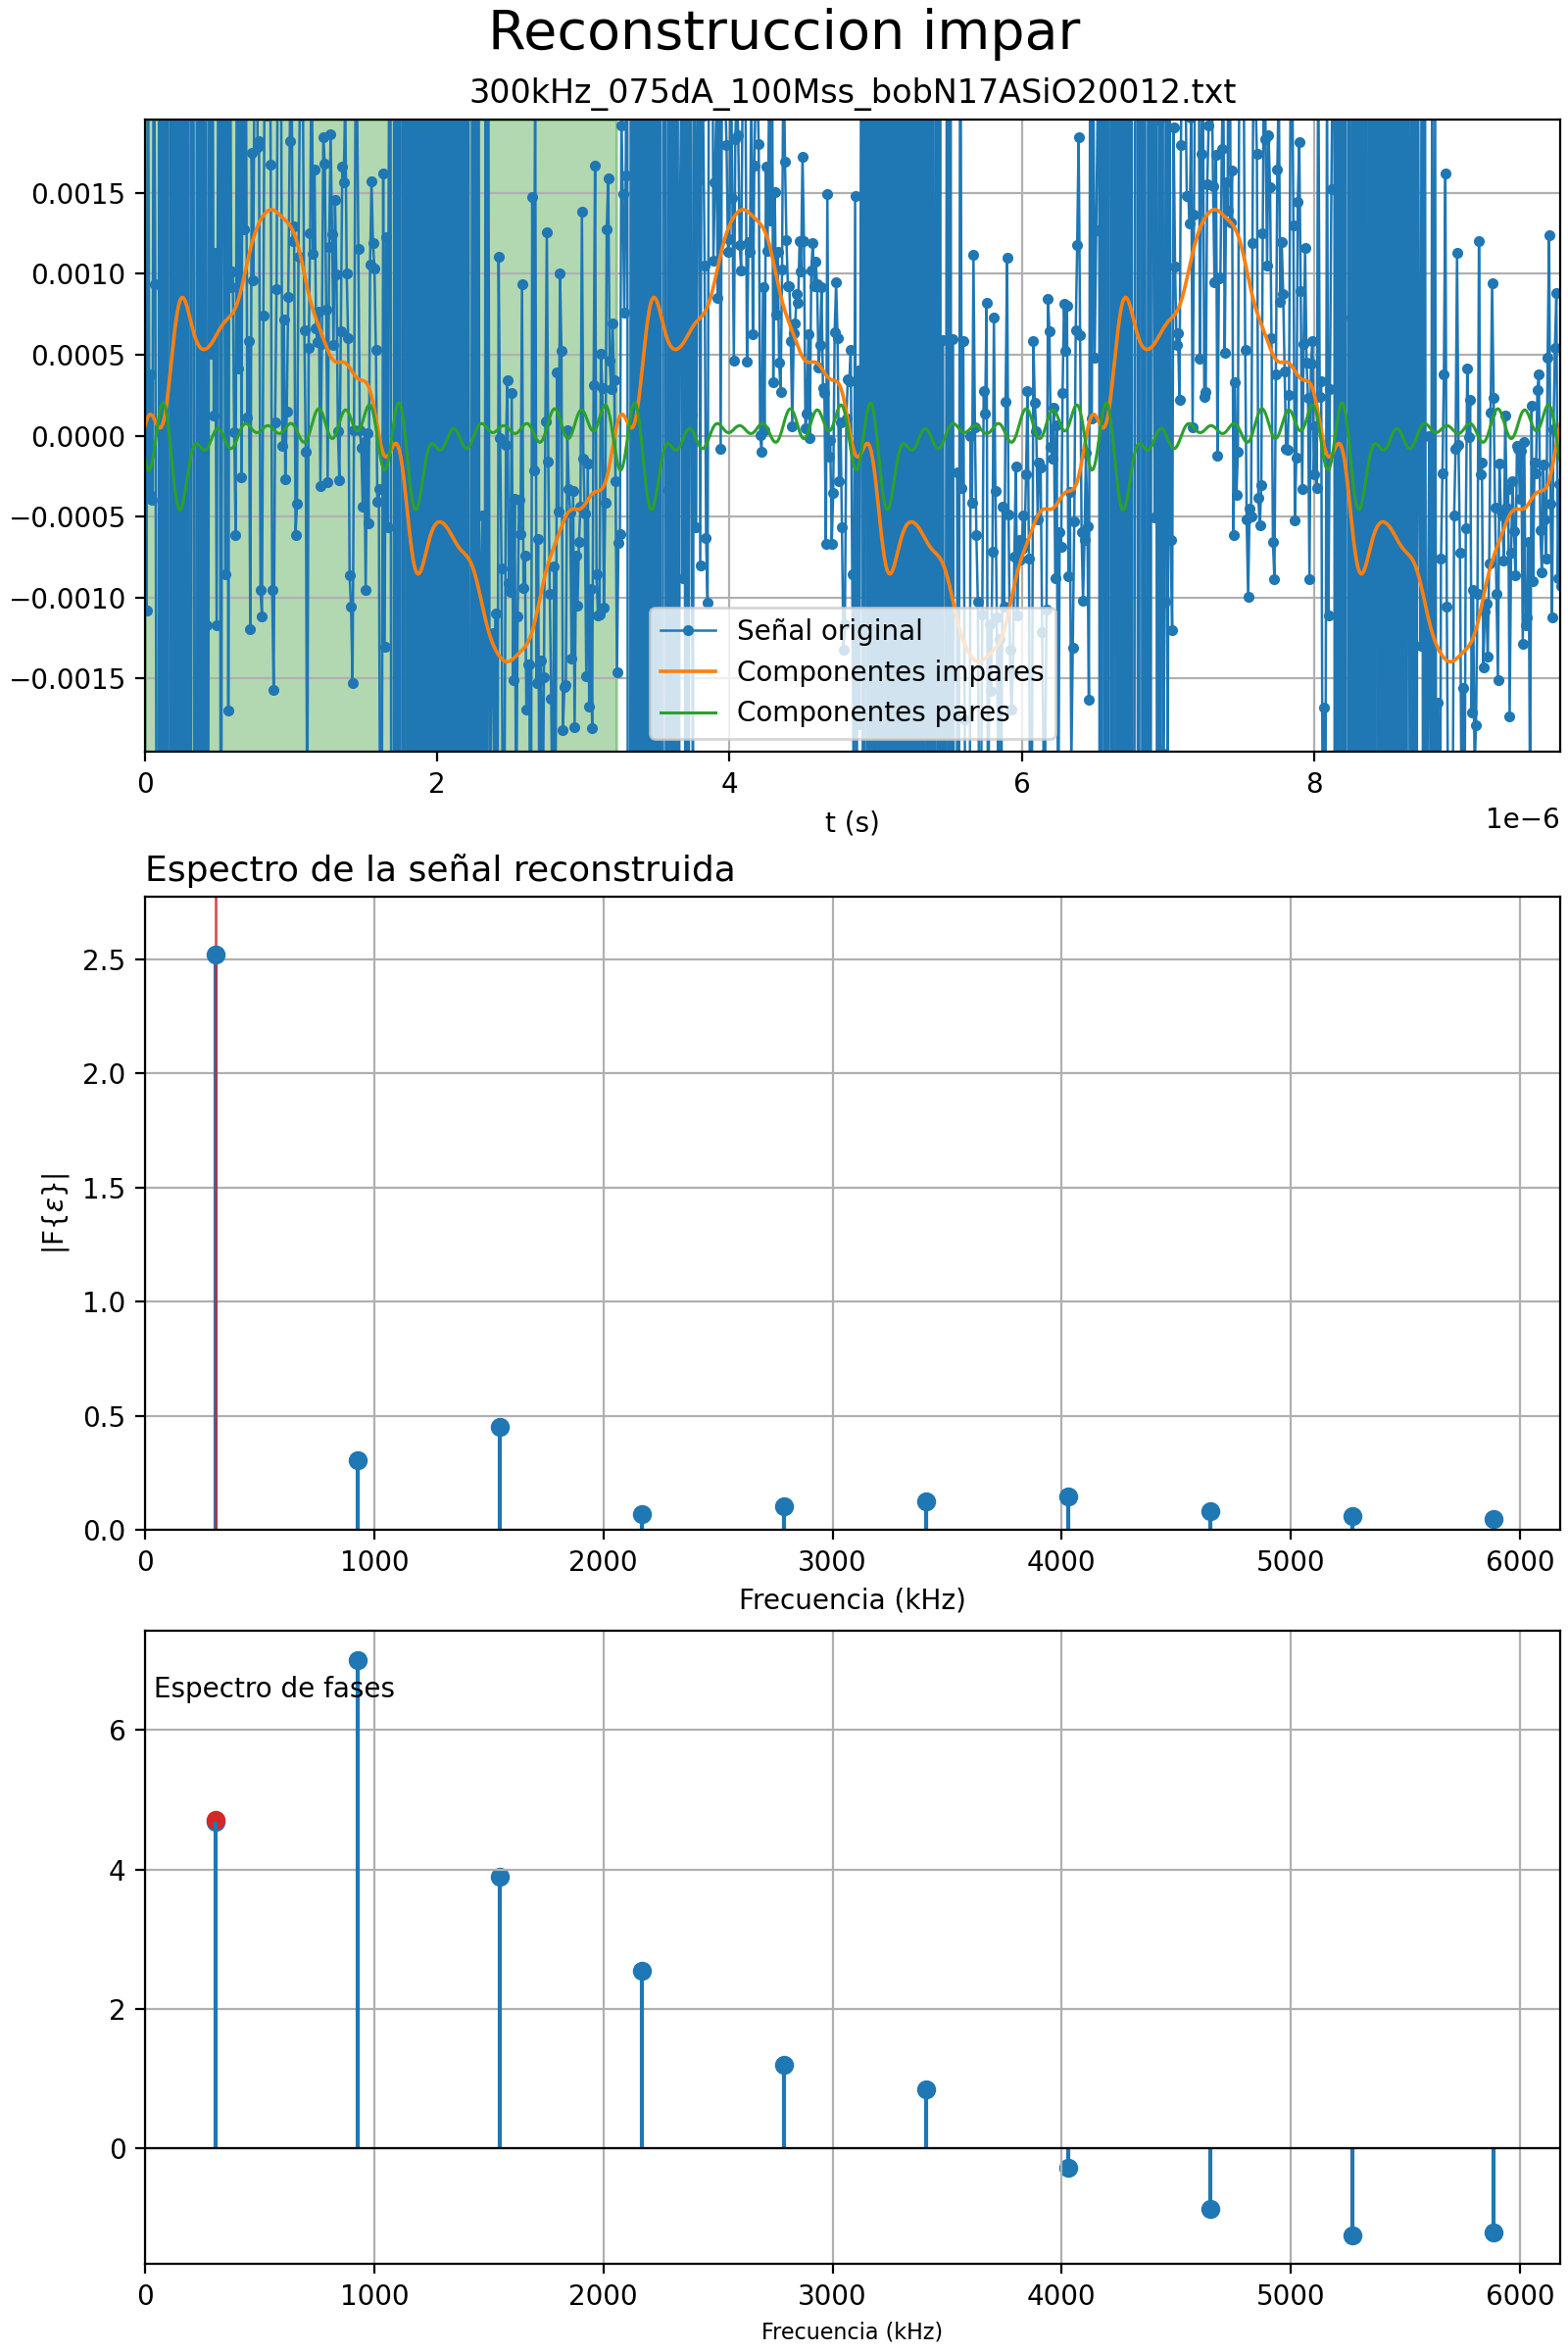 Reconstruccion impar
300kHz_075dA_100Mss_bobN17ASiO20012.txt
0.0015
0.0010
0.0005
0.0000
−0.0005
−0.0010
−0.0015
Señal original
Componentes impares
Componentes pares
0 2 4 6 8
t (s)
1e−6
Espectro de la señal reconstruida
2.5
2.0
1.5
1.0
0.5
0.0
|F{ε}|
0 1000 2000 3000 4000 5000 6000
Frecuencia (kHz)
Espectro de fases
6
4
2
0
0 1000 2000 3000 4000 5000 6000
Frecuencia (kHz)